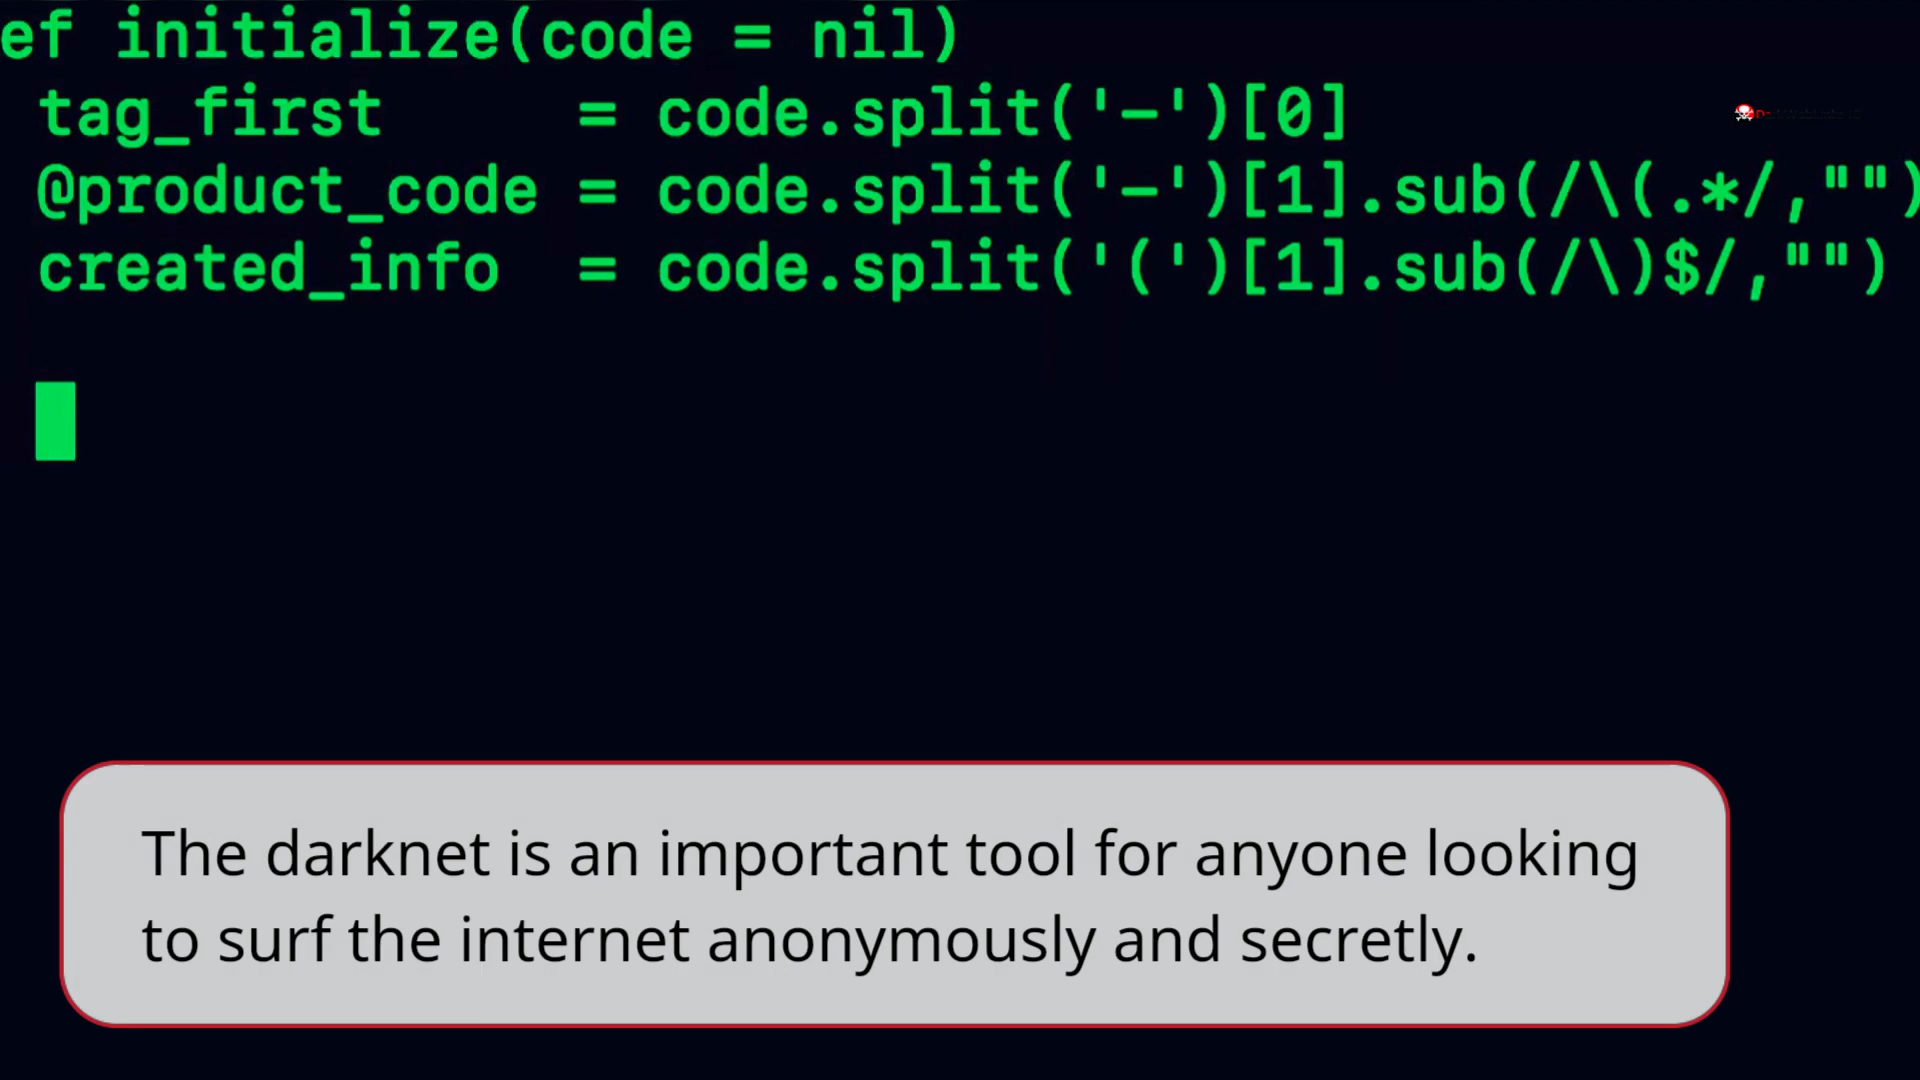 ef initialize(code = nil)
tag_first = code.split('-')[0]
@product_code = code.split('-')[1].sub(/\(.*/,"")
created_info = code.split('(')[1].sub(/\)$/,"")
The darknet is an important tool for anyone looking
to surf the internet anonymously and secretly.